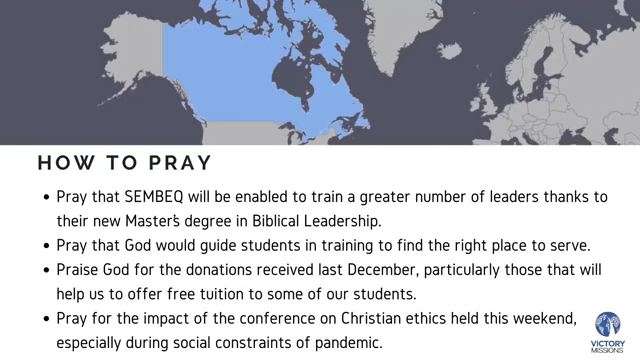 HOW TO PRAY
• Pray that SEMBEQ will be enabled to train a greater number of leaders thanks to
their new Master's degree in Biblical Leadership.
• Pray that God would guide students in training to find the right place to serve.
• Praise God for the donations received last December, particularly those that will
help us to offer free tuition to some of our students.
• Pray for the impact of the conference on Christian ethics held this weekend,
especially during social constraints of pandemic.
VICTORY
MISSIONS